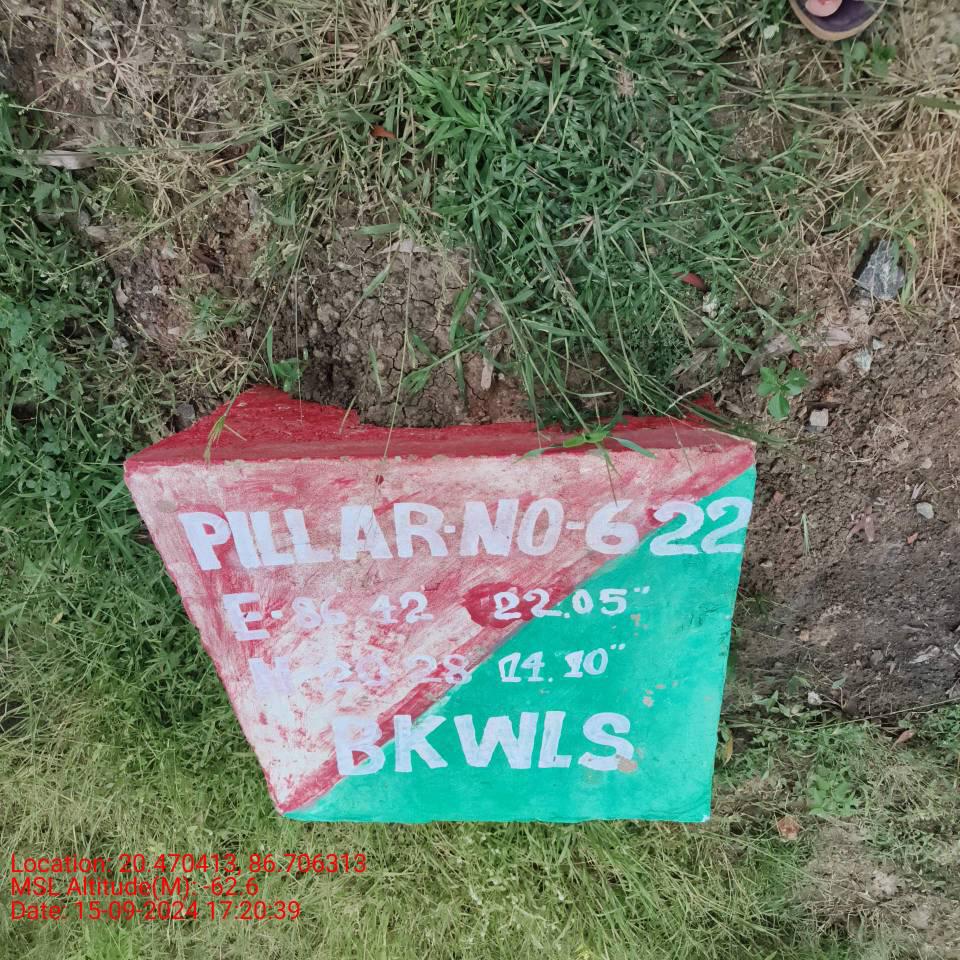 PILLAR-NO-622
E-86° 42' 22.05"
N-20 28 14.10"
BKWLS
Location: 20.470413, 86.706313
MSL Altitude(M): -62.6
Date: 15-09-2024 17:20:39